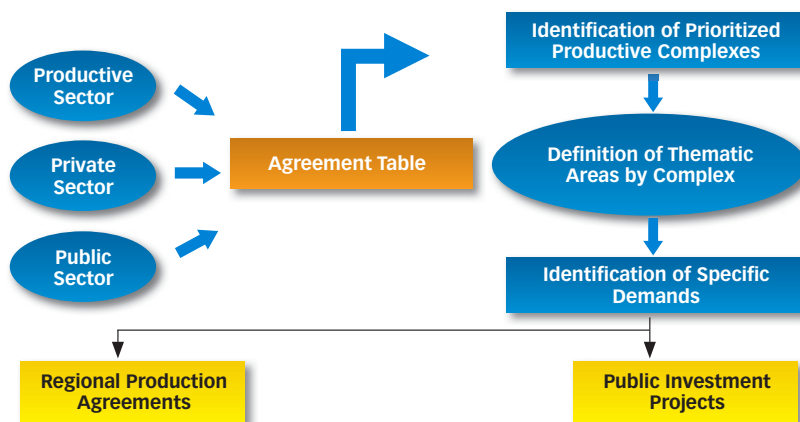 Productive
Sector
Private
Sector
Public
Sector
Agreement Table
Identification of Prioritized
Productive Complexes
Definition of Thematic
Areas by Complex
Identification of Specific
Demands
Regional Production
Agreements
Public Investment
Projects